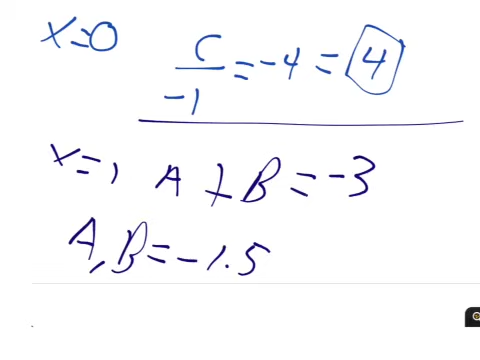 x=0
C/-1 = -4 = 4
x=1 A + B = -3
A, B = -1.5